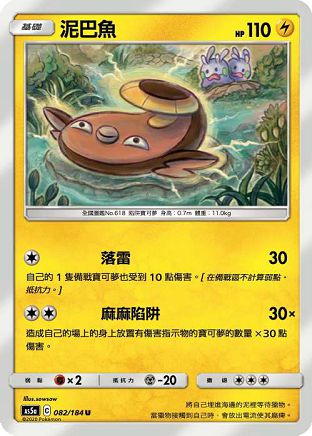 基礎 泥巴魚 HP 110
全國圖鑑No.618 陷阱寶可夢 身高：0.7m 體重：11.0kg
落雷 30
自己的1隻備戰寶可夢也受到10點傷害。[在備戰區不計算弱點、
抵抗力。]
麻麻陷阱 30×
造成自己的場上的身上放置有傷害指示物的寶可夢的數量×30點
傷害。
弱點 ×2 抵抗力 -20 撤退
Illus.sowsow
AS5a C 082/184 U
©2020 Pokémon
將自己埋進海邊的泥裡等待獵物。
當獵物接觸到自己時，會放出電流使其麻痺。